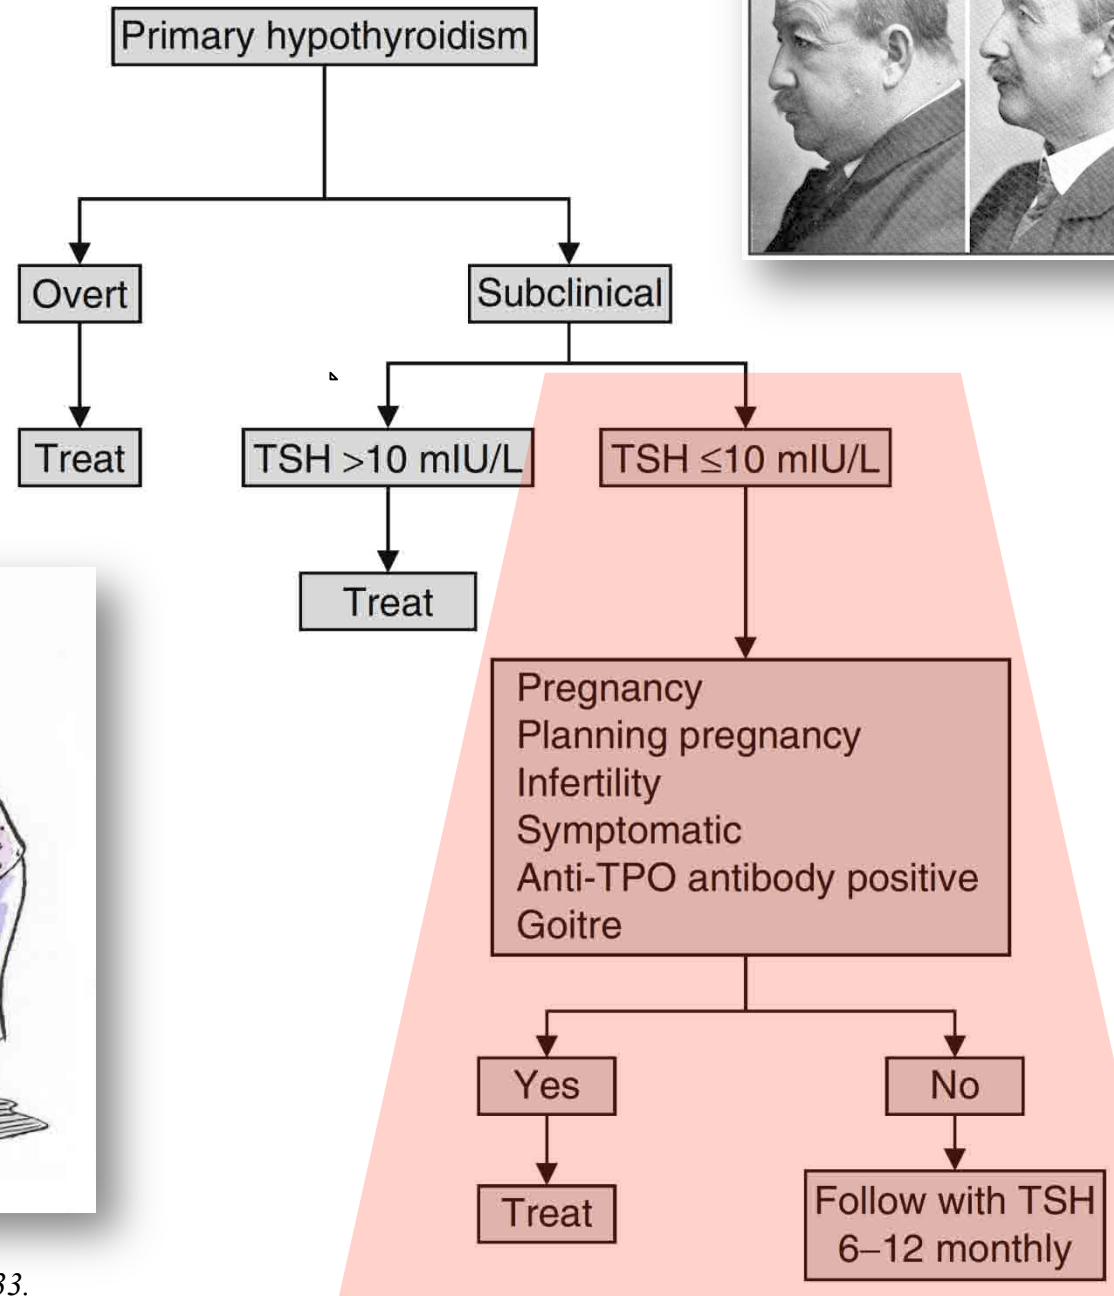 Primary hypothyroidism
Overt
Subclinical
Treat
TSH >10 mIU/L
TSH ≤10 mIU/L
Treat
Pregnancy
Planning pregnancy
Infertility
Symptomatic
Anti-TPO antibody positive
Goitre
Yes
No
Treat
Follow with TSH
6–12 monthly
33.